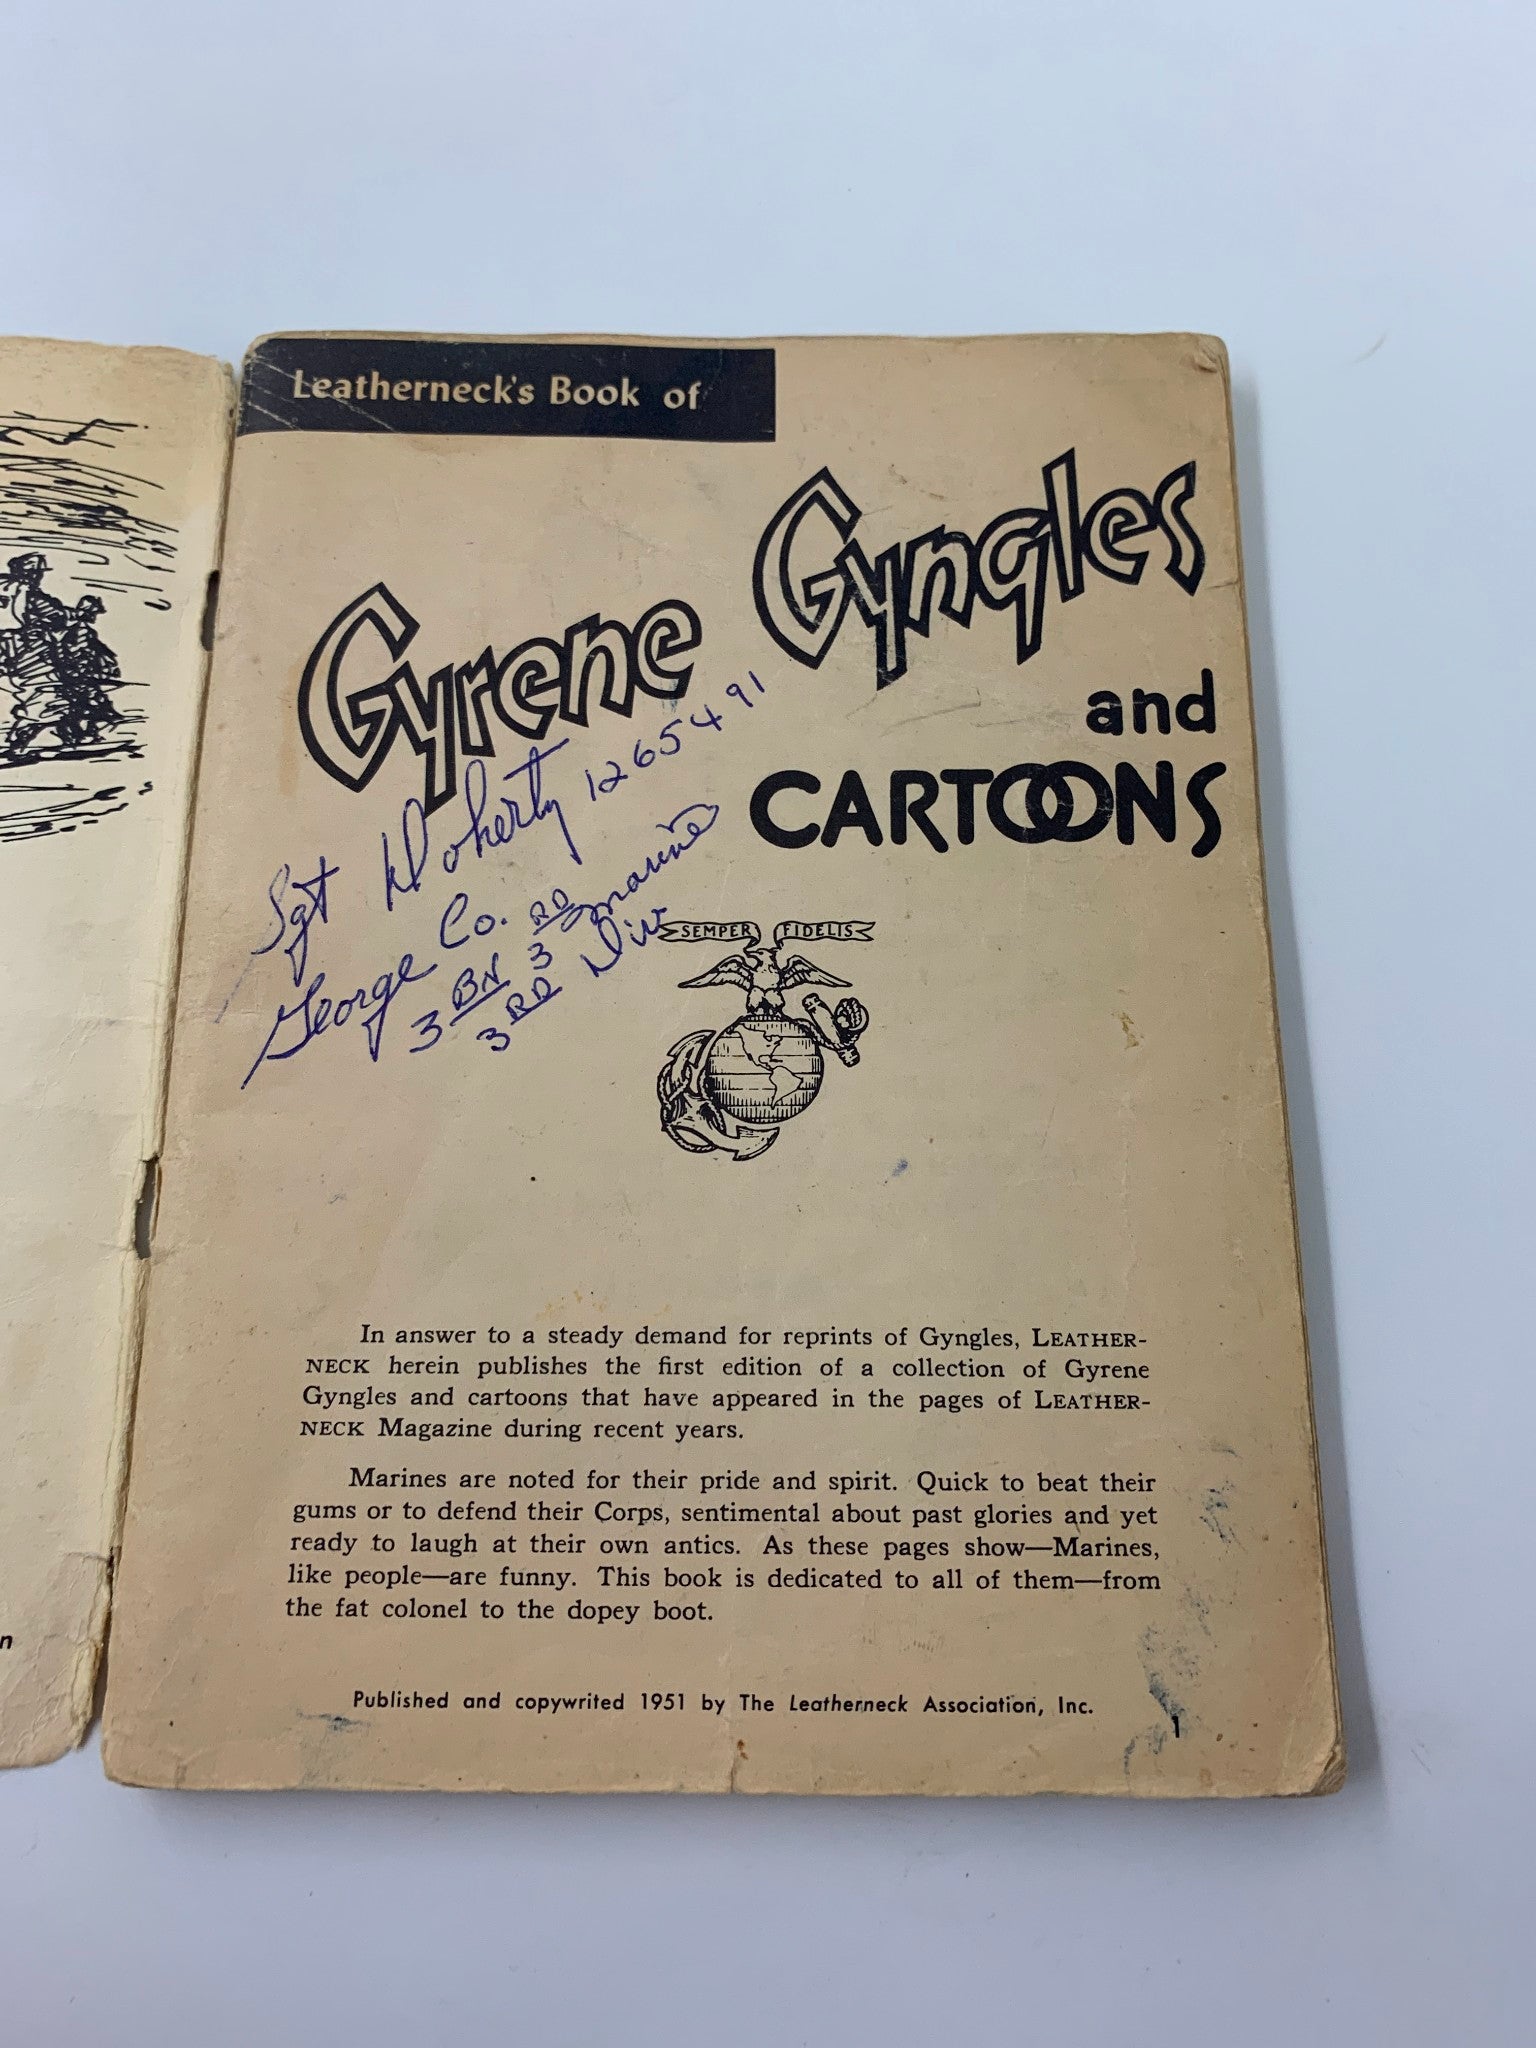 Leatherneck's Book of
Gyrene Gyngles
and
CARTOONS
Sgt Doherty 1265491
George Co.
3 BN 3 RD marine
3 RD Div
SEMPER FIDELIS
In answer to a steady demand for reprints of Gyngles, LEATHER-
NECK herein publishes the first edition of a collection of Gyrene
Gyngles and cartoons that have appeared in the pages of LEATHER-
NECK Magazine during recent years.
Marines are noted for their pride and spirit. Quick to beat their
gums or to defend their Corps, sentimental about past glories and yet
ready to laugh at their own antics. As these pages show—Marines,
like people—are funny. This book is dedicated to all of them—from
the fat colonel to the dopey boot.
Published and copywrited 1951 by The Leatherneck Association, Inc.
1
n